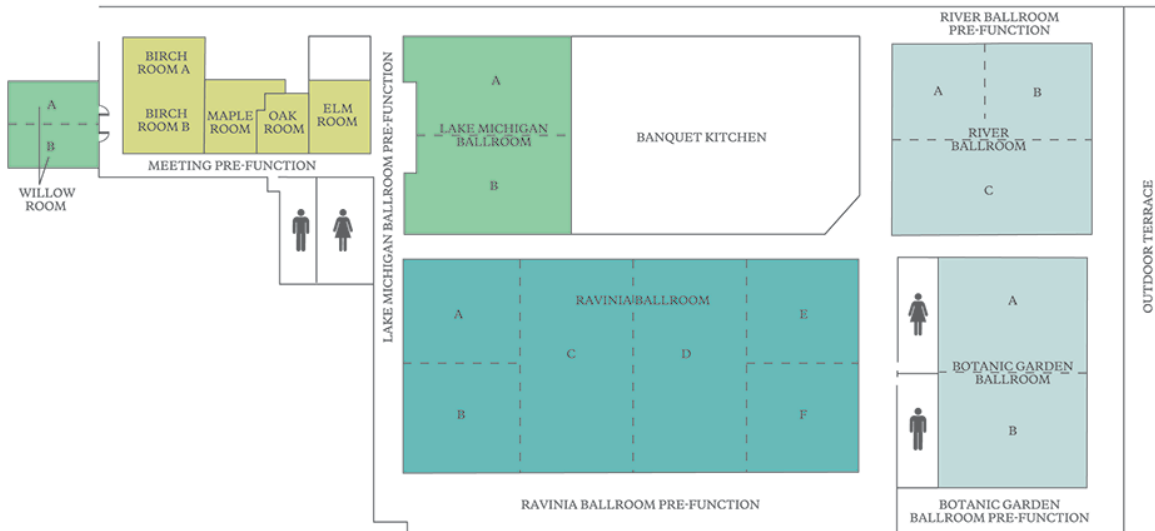 RIVER BALLROOM
PRE-FUNCTION
BIRCH
ROOM A
BIRCH
ROOM B
MAPLE
ROOM
OAK
ROOM
ELM
ROOM
A
B
WILLOW
ROOM
MEETING PRE-FUNCTION
LAKE MICHIGAN BALLROOM PRE-FUNCTION
A
LAKE MICHIGAN
BALLROOM
B
BANQUET KITCHEN
A
B
RIVER
BALLROOM
C
OUTDOOR TERRACE
RAVINIA BALLROOM
A
B
C
D
E
F
RAVINIA BALLROOM PRE-FUNCTION
A
BOTANIC GARDEN
BALLROOM
B
BOTANIC GARDEN
BALLROOM PRE-FUNCTION